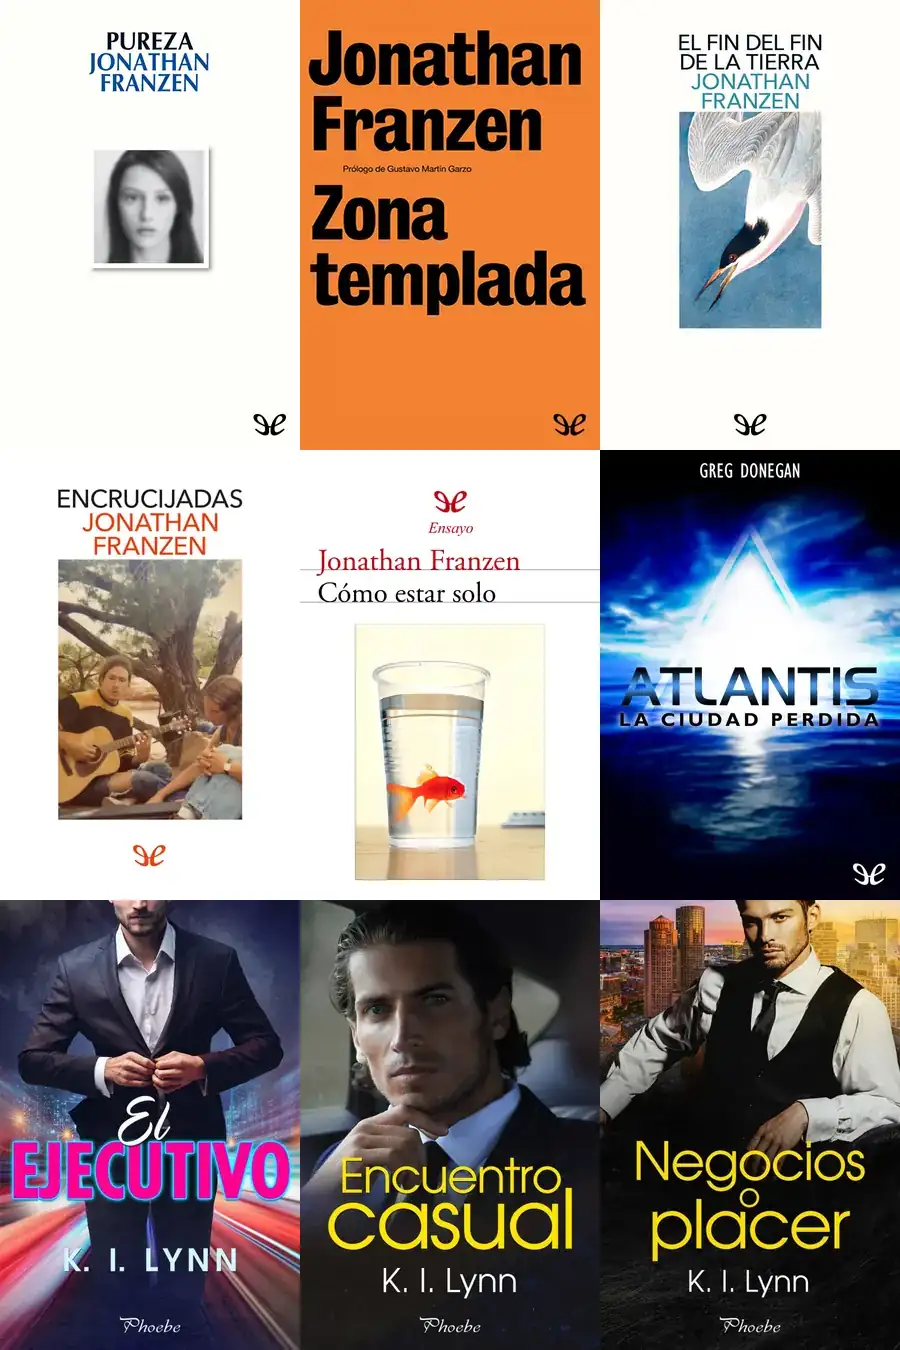 PUREZA
JONATHAN
FRANZEN
Jonathan
Franzen
Prólogo de Gustavo Martín Garzo
Zona
templada
EL FIN DEL FIN
DE LA TIERRA
JONATHAN
FRANZEN
ENCRUCIJADAS
JONATHAN
FRANZEN
Ensayo
Jonathan Franzen
Cómo estar solo
GREG DONEGAN
ATLANTIS
LA CIUDAD PERDIDA
El
EJECUTIVO
K. I. LYNN
Phoebe
Encuentro
casual
K. I. Lynn
Phoebe
Negocios
o
placer
K. I. Lynn
Phoebe